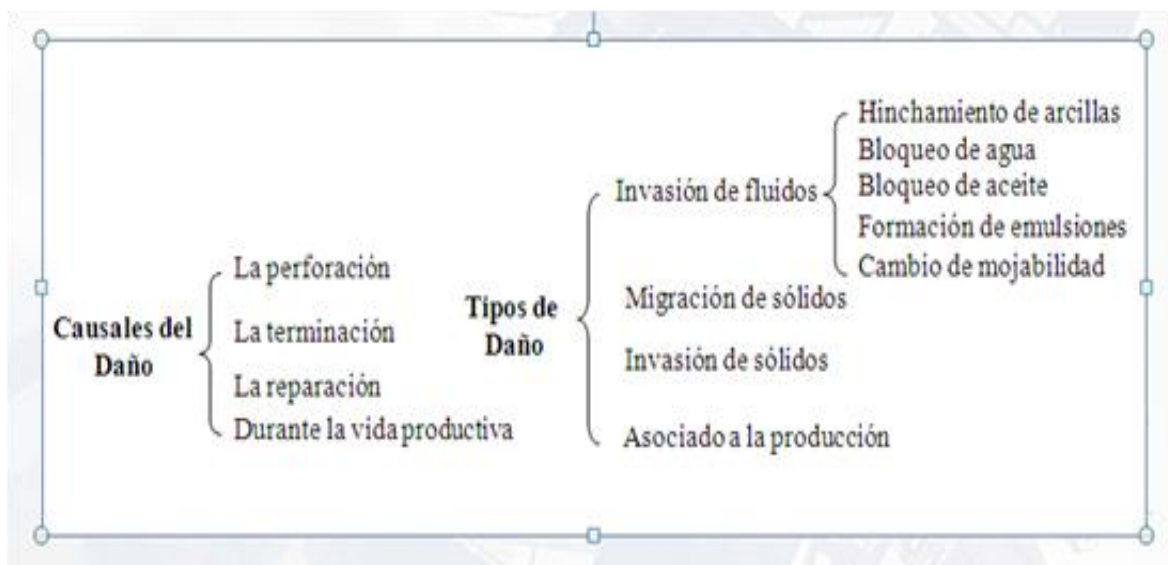 Causales del
Daño
La perforación
La terminación
La reparación
Durante la vida productiva
Tipos de
Daño
Invasión de fluidos
Hinchamiento de arcillas
Bloqueo de agua
Bloqueo de aceite
Formación de emulsiones
Cambio de mojabilidad
Migración de sólidos
Invasión de sólidos
Asociado a la producción